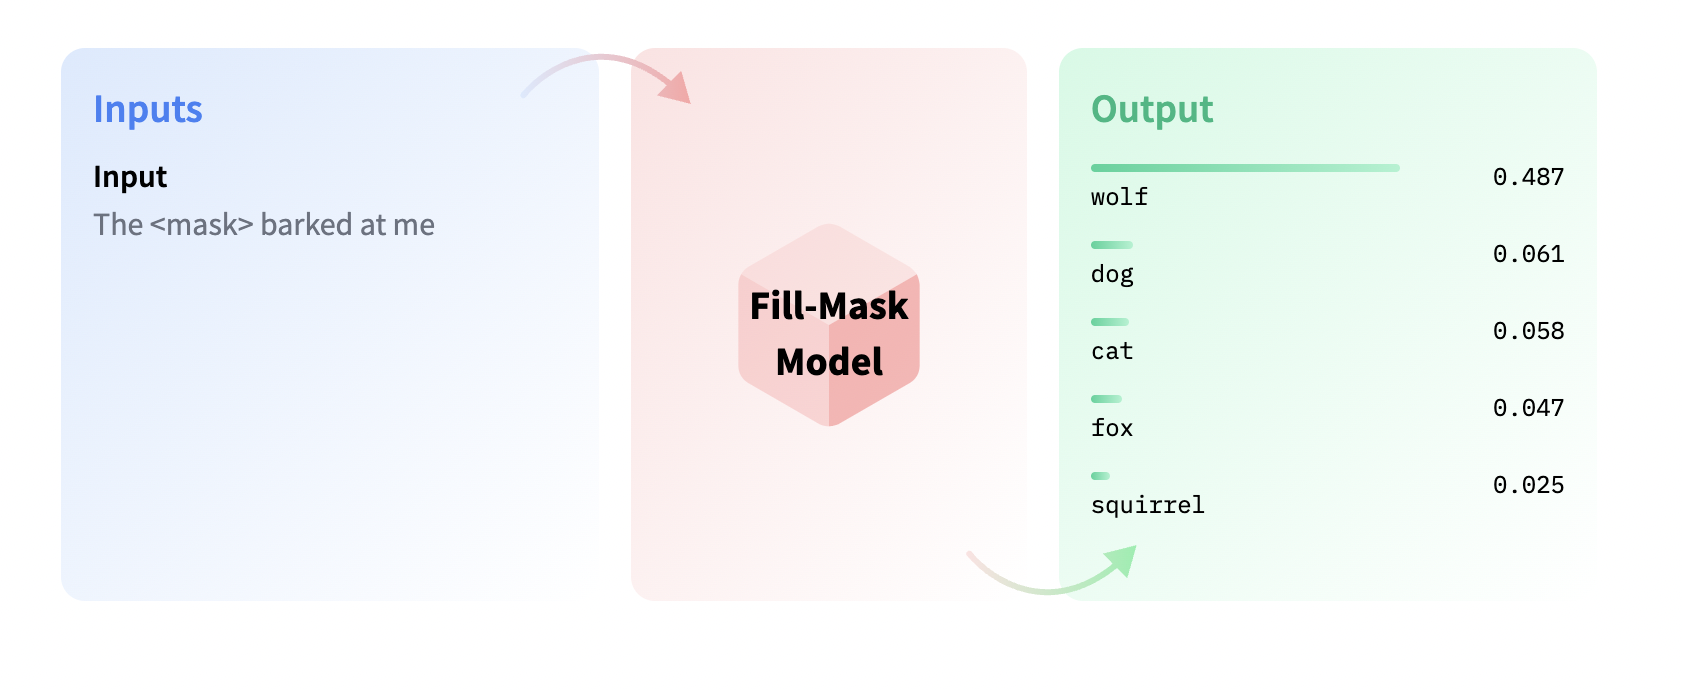 Inputs
Input
The <mask> barked at me
Fill-Mask
Model
Output
wolf 0.487
dog 0.061
cat 0.058
fox 0.047
squirrel 0.025